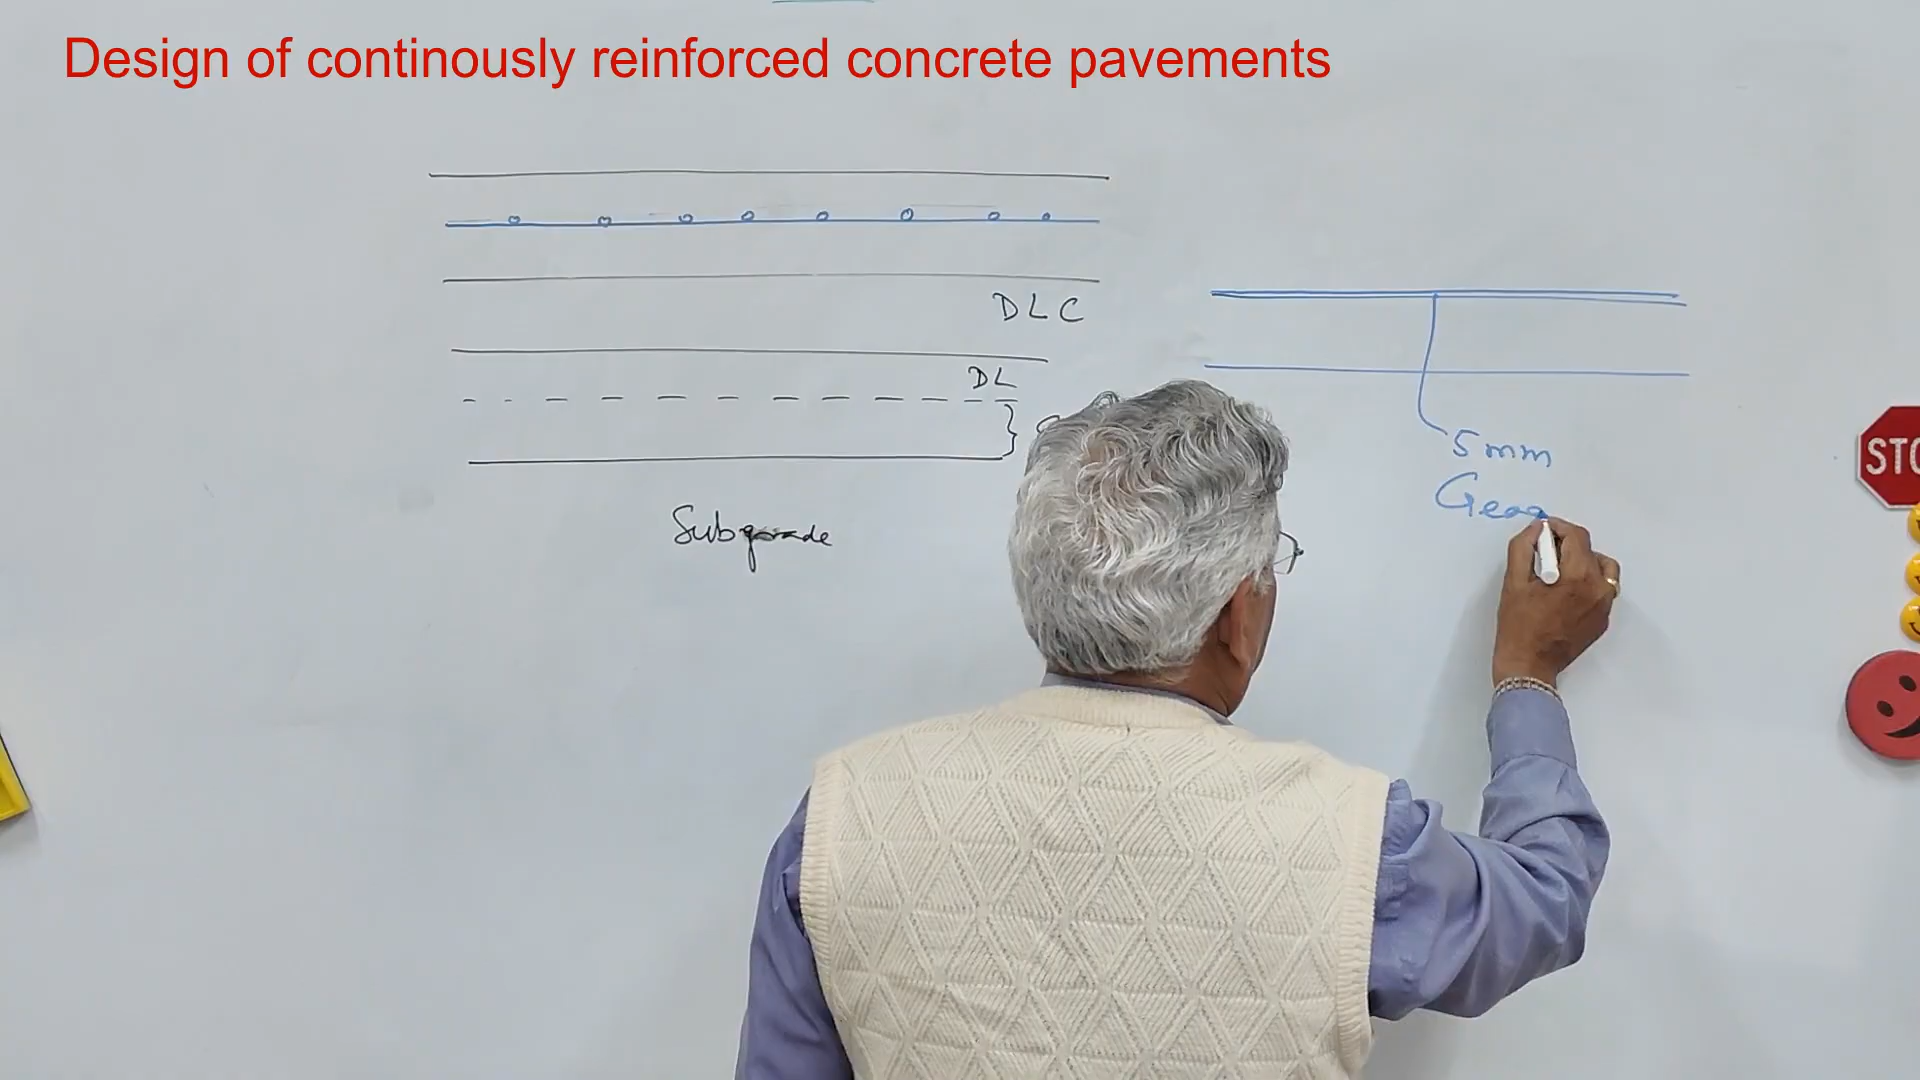 Design of continously reinforced concrete pavements
DLC
DL
Subgrade
5mm
STO